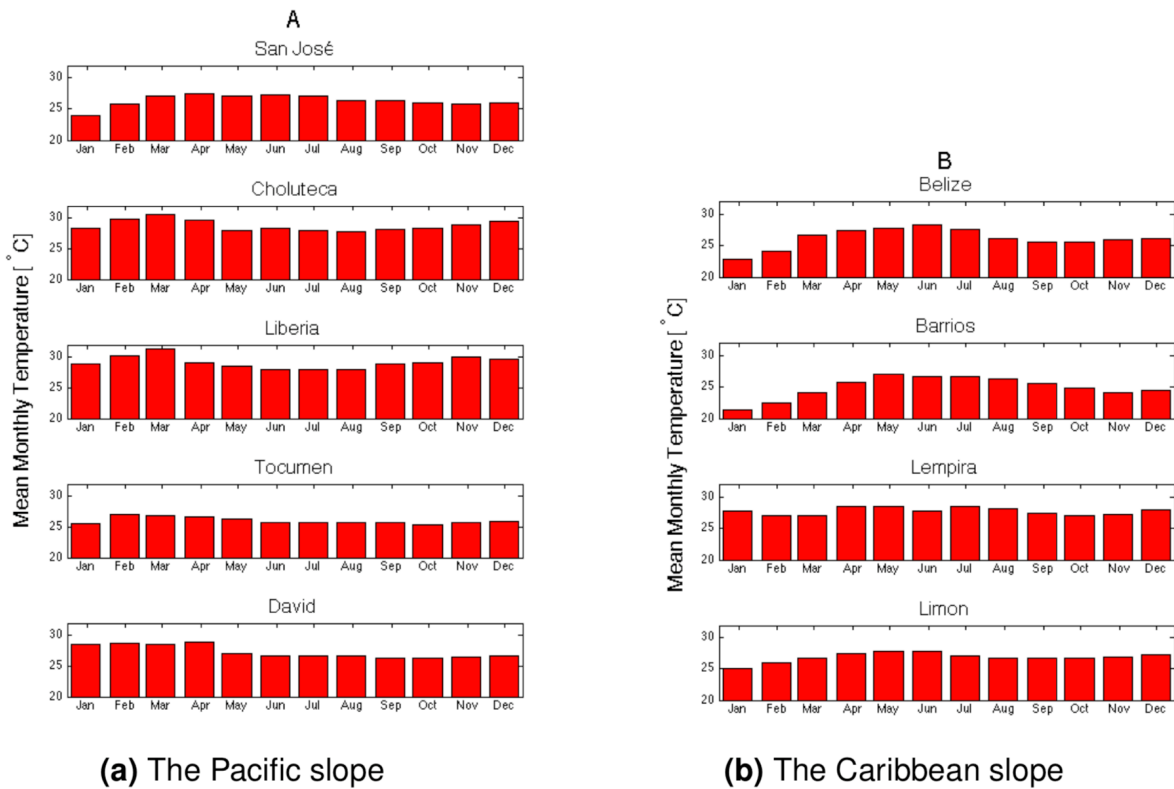 A
San José
30
25
20
Jan Feb Mar Apr May Jun Jul Aug Sep Oct Nov Dec
Choluteca
30
25
20
Jan Feb Mar Apr May Jun Jul Aug Sep Oct Nov Dec
Liberia
30
25
20
Jan Feb Mar Apr May Jun Jul Aug Sep Oct Nov Dec
Tocumen
30
25
20
Jan Feb Mar Apr May Jun Jul Aug Sep Oct Nov Dec
David
30
25
20
Jan Feb Mar Apr May Jun Jul Aug Sep Oct Nov Dec
Mean Monthly Temperature [ °C]
(a) The Pacific slope
B
Belize
30
25
20
Jan Feb Mar Apr May Jun Jul Aug Sep Oct Nov Dec
Barrios
30
25
20
Jan Feb Mar Apr May Jun Jul Aug Sep Oct Nov Dec
Lempira
30
25
20
Jan Feb Mar Apr May Jun Jul Aug Sep Oct Nov Dec
Limon
30
25
20
Jan Feb Mar Apr May Jun Jul Aug Sep Oct Nov Dec
Mean Monthly Temperature [ °C]
(b) The Caribbean slope